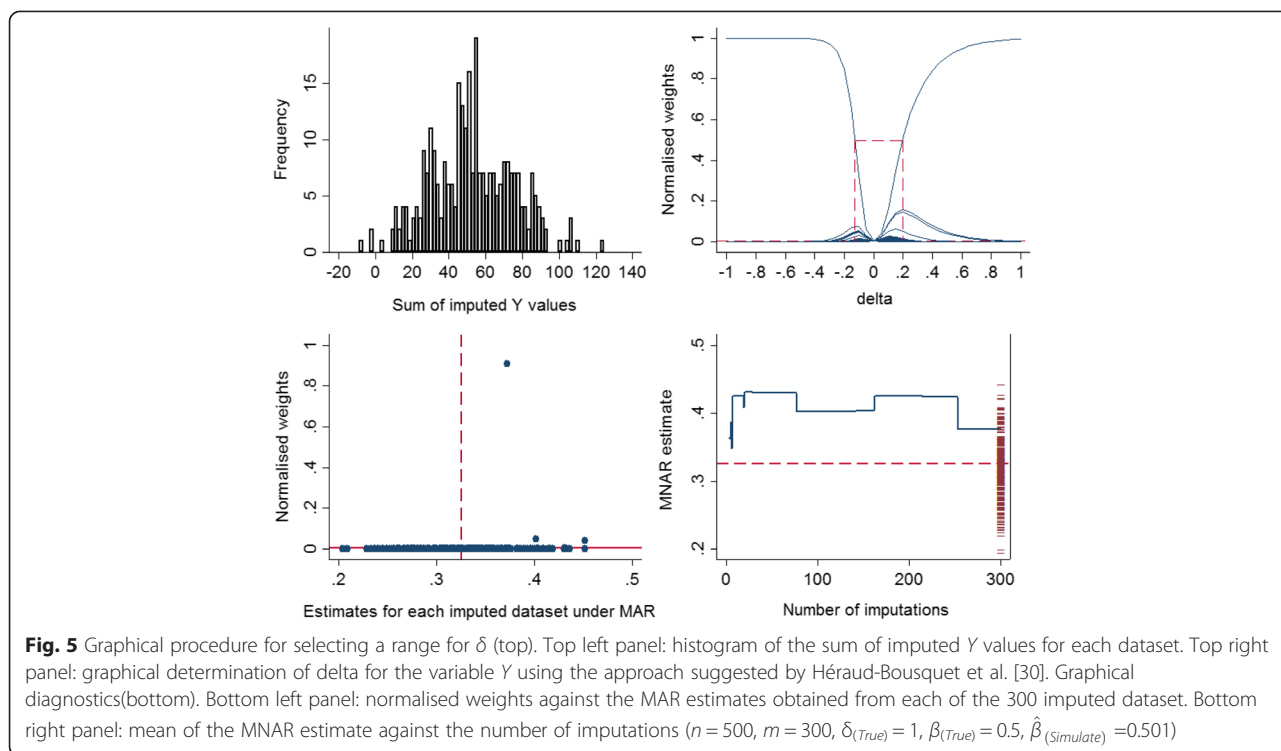 Frequency
0
5
10
15
-20 0 20 40 60 80 100 120 140
Sum of imputed Y values
Normalised weights
0
.2
.4
.6
.8
1
-1 -.8 -.6 -.4 -.2 0 .2 .4 .6 .8 1
delta
Normalised weights
0
.2
.4
.6
.8
1
.2 .3 .4 .5
Estimates for each imputed dataset under MAR
MNAR estimate
.2
.3
.4
.5
0 100 200 300
Number of imputations
Fig. 5 Graphical procedure for selecting a range for δ (top). Top left panel: histogram of the sum of imputed Y values for each dataset. Top right
panel: graphical determination of delta for the variable Y using the approach suggested by Héraud-Bousquet et al. [30]. Graphical
diagnostics(bottom). Bottom left panel: normalised weights against the MAR estimates obtained from each of the 300 imputed dataset. Bottom
right panel: mean of the MNAR estimate against the number of imputations (n = 500, m = 300, δ(True) = 1, β(True) = 0.5, β̂(Simulate) =0.501)